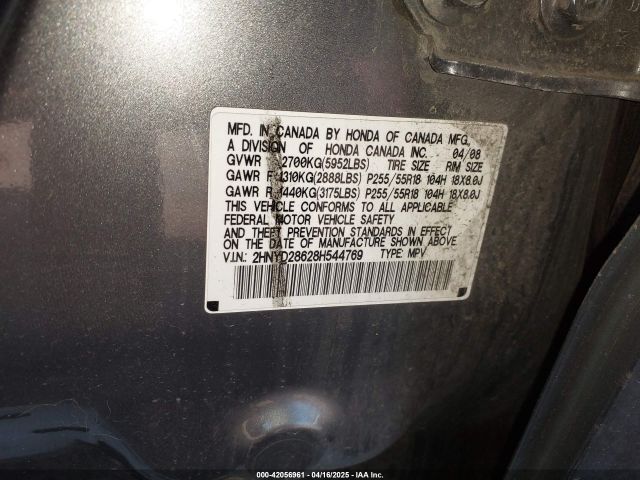 MFD. IN CANADA BY HONDA OF CANADA MFG.,
A DIVISION OF HONDA CANADA INC. 04/08
GVWR 2700KG(5952LBS) TIRE SIZE RIM SIZE
GAWR F 1310KG(2888LBS) P255/55R18 104H 18X8.0J
GAWR R 1440KG(3175LBS) P255/55R18 104H 18X8.0J
THIS VEHICLE CONFORMS TO ALL APPLICABLE
FEDERAL MOTOR VEHICLE SAFETY
AND THEFT PREVENTION STANDARDS IN EFFECT
ON THE DATE OF MANUFACTURE SHOWN ABOVE.
V.I.N.: 2HNYD28628H544769 TYPE: MPV
000-42056961 | 04/16/2025 | IAA Inc.